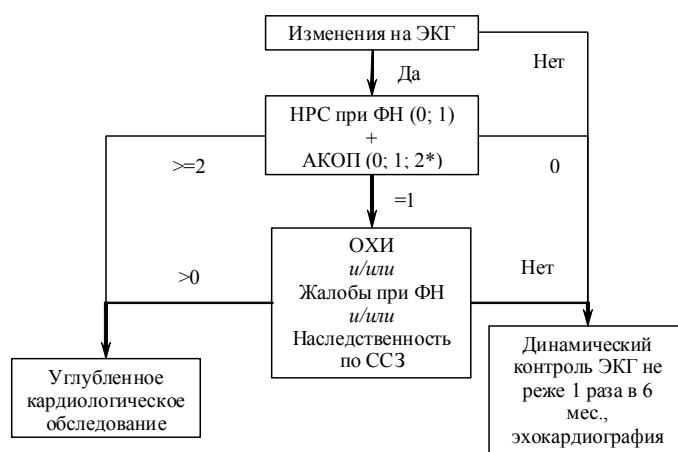 Изменения на ЭКГ
Да
Нет
НРС при ФН (0; 1)
+
АКОП (0; 1; 2*)
>=2
0
=1
ОХИ
и/или
Жалобы при ФН
и/или
Наследственность
по ССЗ
>0
Нет
Углубленное
кардиологическое
обследование
Динамический
контроль ЭКГ не
реже 1 раза в 6
мес.,
эхокардиография